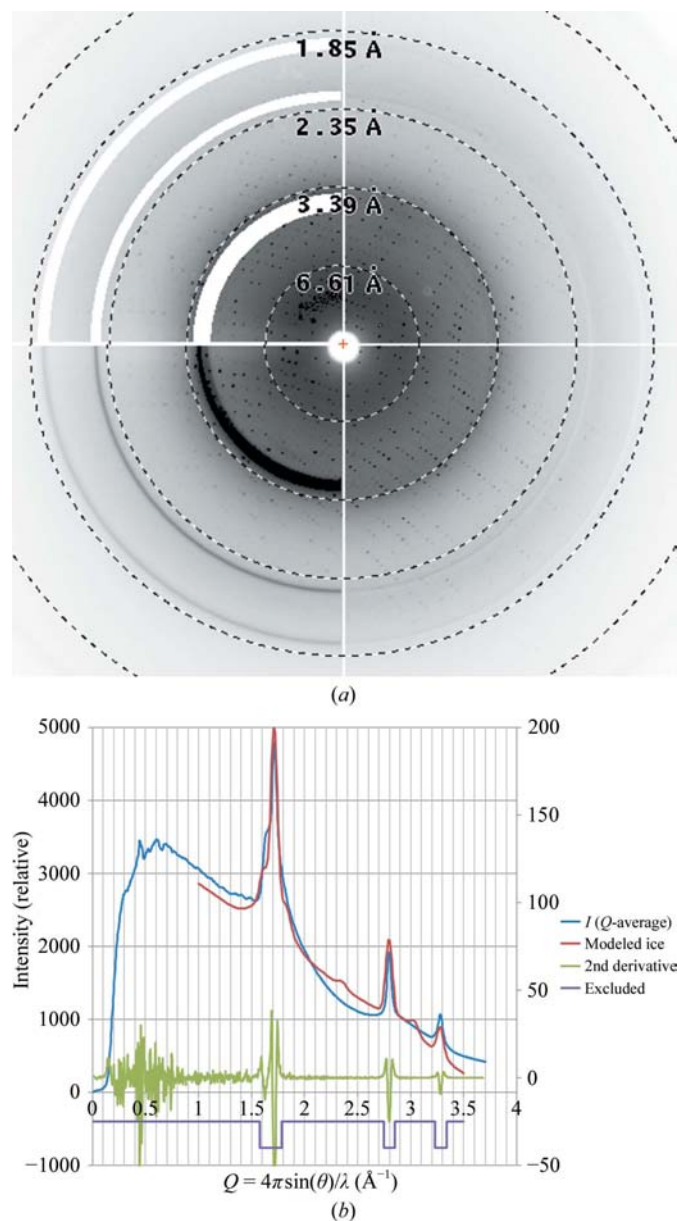 1.85 Å
2.35 Å
3.39 Å
6.61 Å
(a)
5000
4000
3000
2000
1000
0
−1000
Intensity (relative)
200
150
100
50
0
−50
0 0.5 1 1.5 2 2.5 3 3.5 4
I (Q-average)
Modeled ice
2nd derivative
Excluded
Q = 4πsin(θ)/λ (Å⁻¹)
(b)